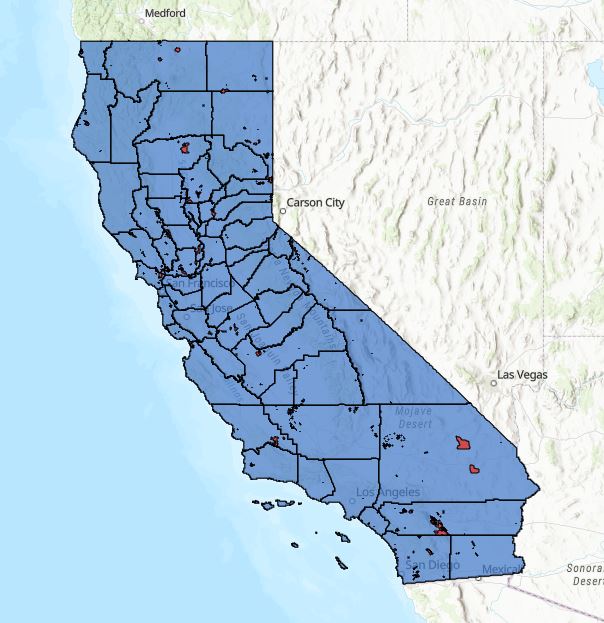 Medford
Carson City
Great Basin
San Francisco
San Jose
Las Vegas
Mojave
Desert
Los Angeles
San Diego
Mexicali
Sonoran
Desert